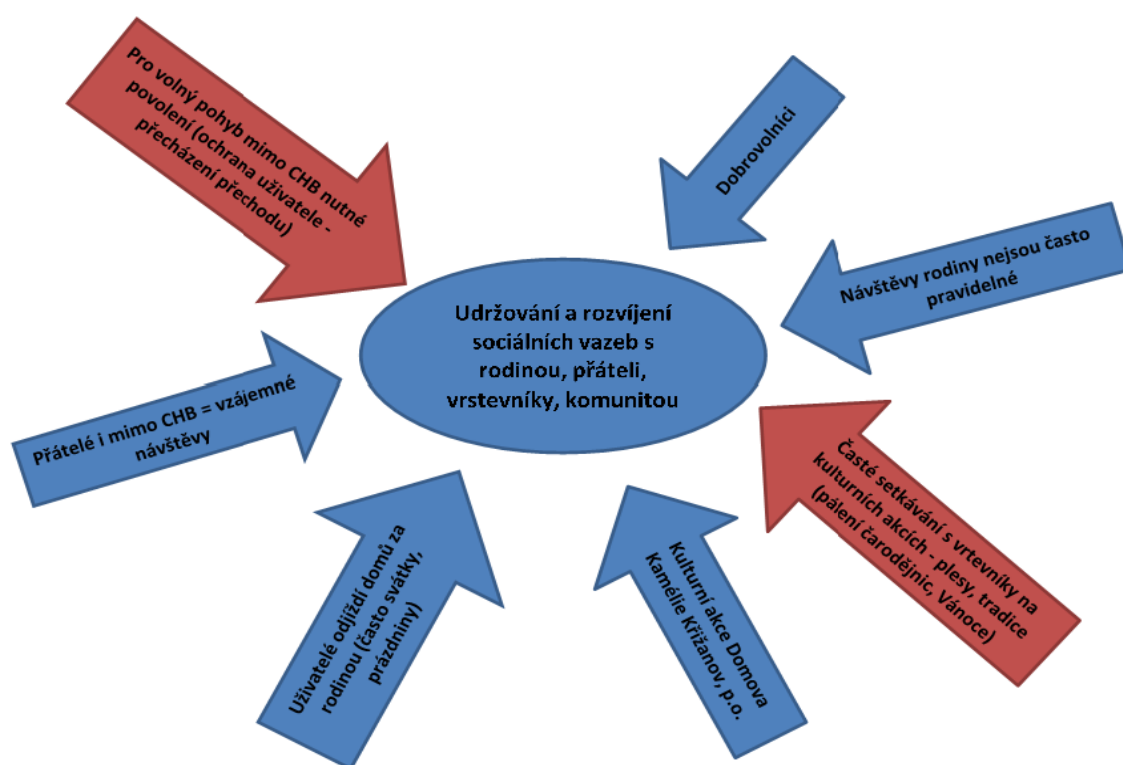 Pro volný pohyb mimo CHB nutné
povolení (ochrana uživatele -
přecházení přechodu)
Dobrovolníci
Návštěvy rodiny nejsou často
pravidelné
Udržování a rozvíjení
sociálních vazeb s
rodinou, přáteli,
vrstevníky, komunitou
Přátelé i mimo CHB = vzájemné
návštěvy
Časté setkávání s vrtevníky na
kulturních akcích - plesy, tradice
(pálení čarodějnic, Vánoce)
Uživatelé odjíždí domů za
rodinou (často svátky,
prázdniny)
Kulturní akce Domova
Kamélie Křižanov, p.o.